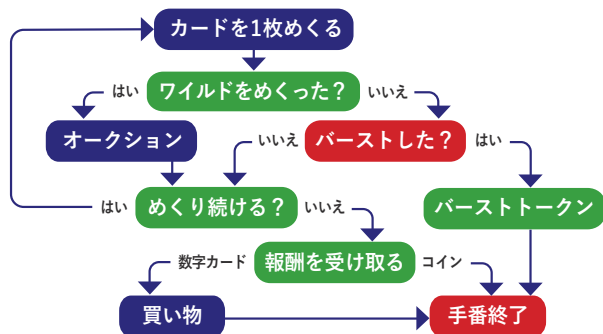 カードを1枚めくる
はい
ワイルドをめくった？
いいえ
オークション
いいえ
バーストした？
はい
はい
めくり続ける？
いいえ
バーストトークン
数字カード
報酬を受け取る
コイン
買い物
手番終了